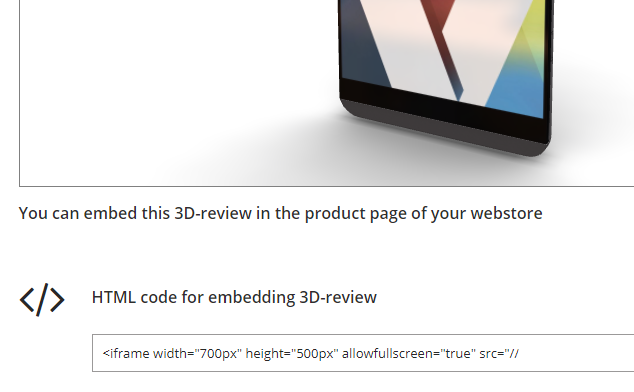 You can embed this 3D-review in the product page of your webstore
</> HTML code for embedding 3D-review
<iframe width="700px" height="500px" allowfullscreen="true" src="//